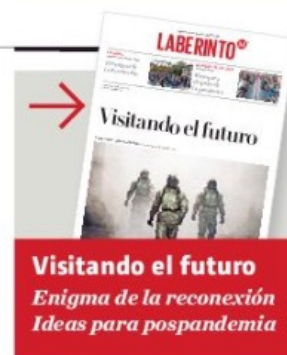 LABERINTO
Visitando el futuro
Visitando el futuro
Enigma de la reconexión
Ideas para pospandemia